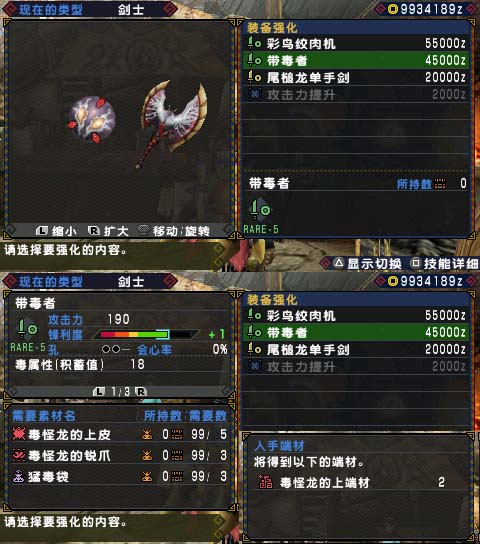 现在的类型 剑士
9934189z
装备强化
彩鸟绞肉机 55000z
带毒者 45000z
尾槌龙单手剑 20000z
攻击力提升 2000z
带毒者 所持数 0
RARE-5
L 缩小 R 扩大 移动/旋转
请选择要强化的内容。
△显示切换 □技能详细
现在的类型 剑士
9934189z
带毒者
攻击力 190
锋利度 +1
RARE-5 孔 ○○— 会心率 0%
毒属性(积蓄值) 18
L 1/3 R
需要素材名 所持数 需要数
毒怪龙的上皮 0 99/ 5
毒怪龙的锐爪 0 99/ 3
猛毒袋 0 99/ 3
请选择要强化的内容。
装备强化
彩鸟绞肉机 55000z
带毒者 45000z
尾槌龙单手剑 20000z
攻击力提升 2000z
入手端材
将得到以下的端材。
毒怪龙的上端材 2